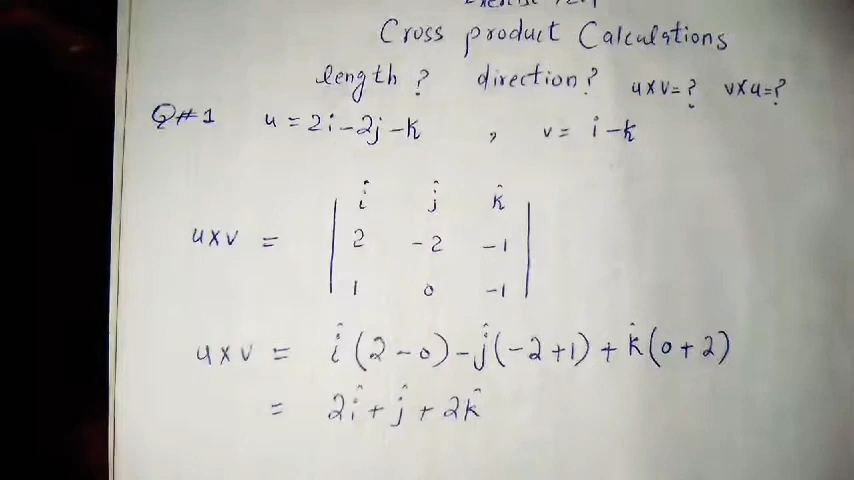 Cross product Calculations
length ? direction? u×v=? v×u=?
Q#1 u = 2i-2j-k , v= i-k
î ĵ k̂
u×v = 2 -2 -1
1 0 -1
u×v = î(2-0)-ĵ(-2+1)+k̂(0+2)
= 2î+ĵ+2k̂